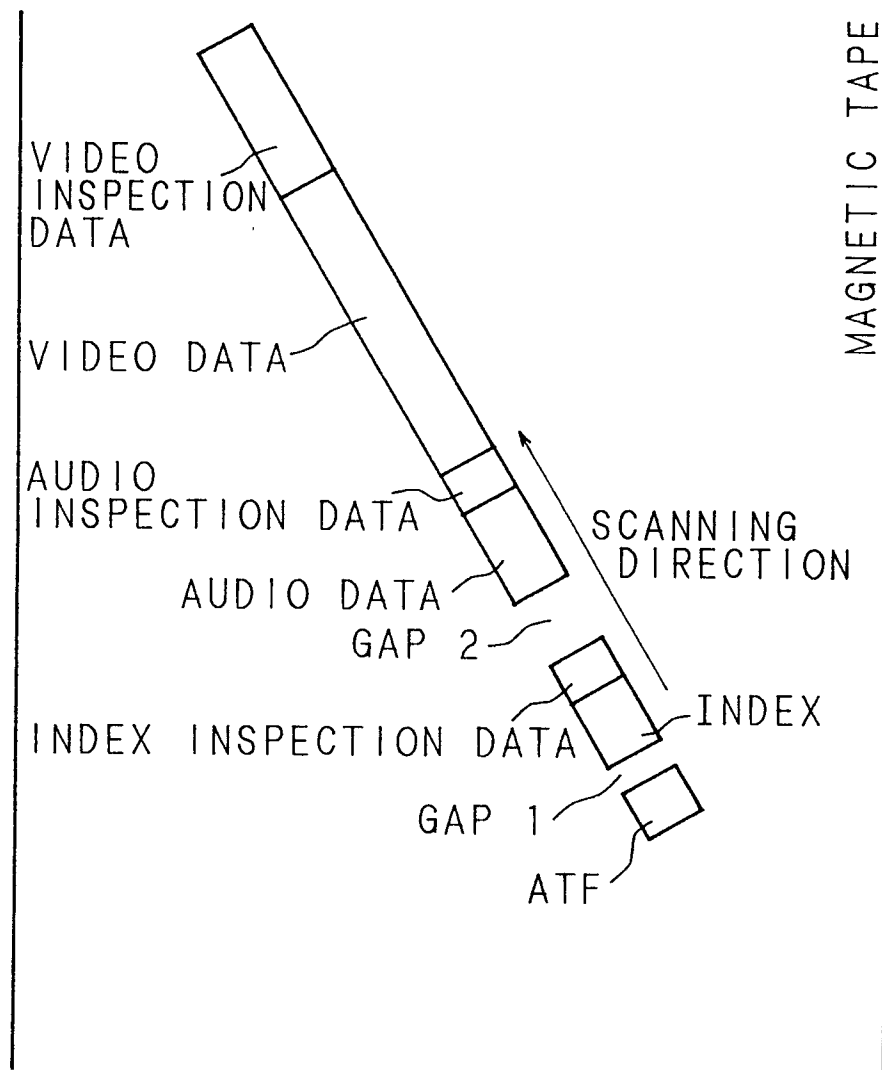 MAGNETIC TAPE
VIDEO
INSPECTION
DATA
VIDEO DATA
AUDIO
INSPECTION DATA
SCANNING
DIRECTION
AUDIO DATA
GAP 2
INDEX
INDEX INSPECTION DATA
GAP 1
ATF